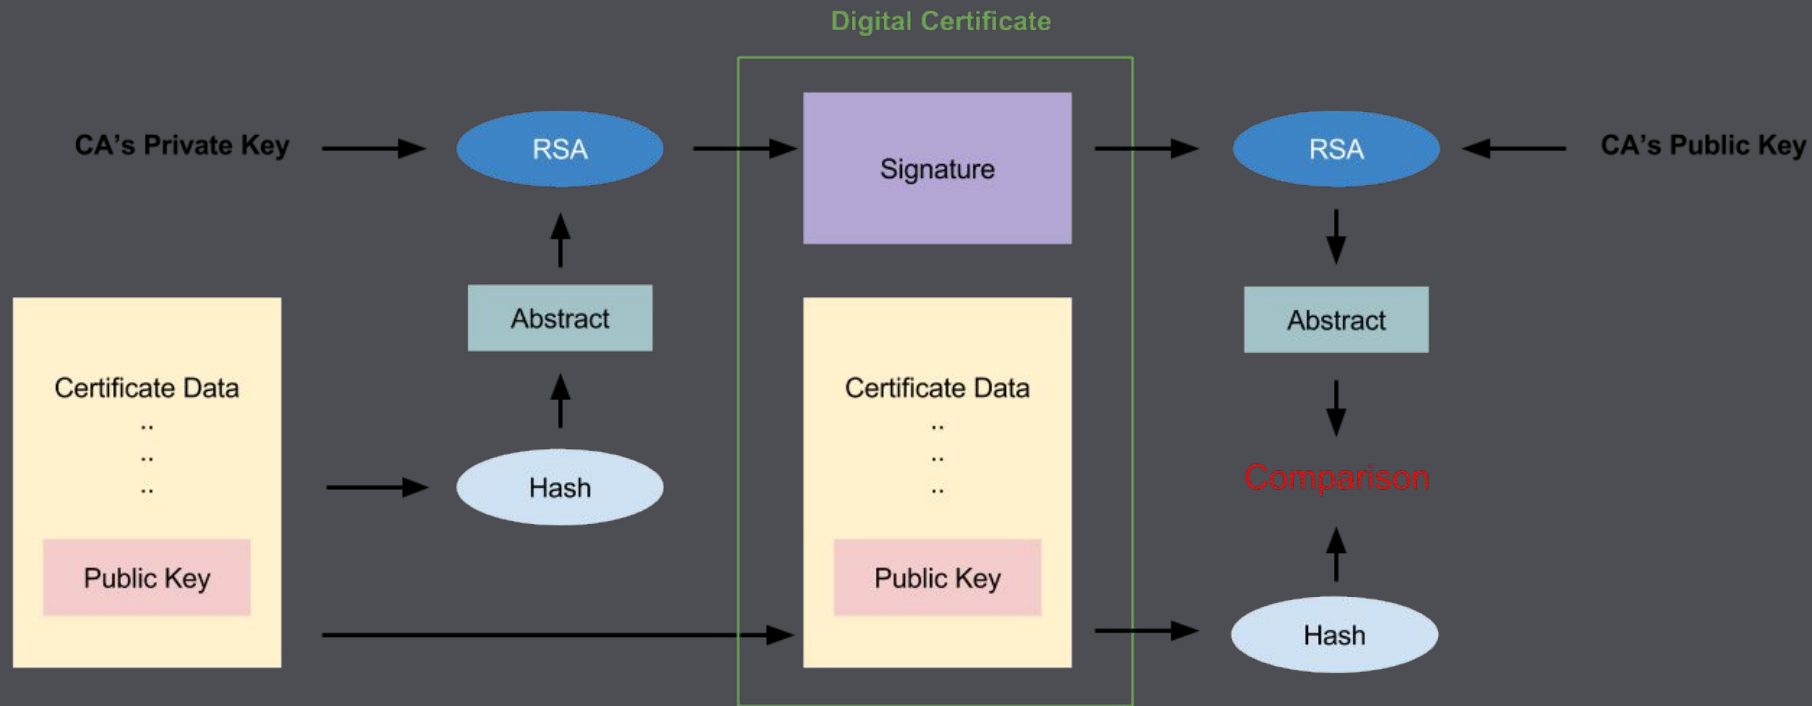 Digital Certificate
CA's Private Key
RSA
Signature
RSA
CA's Public Key
Abstract
Abstract
Certificate Data
..
..
..
Public Key
Hash
Certificate Data
..
..
..
Public Key
Comparison
Hash